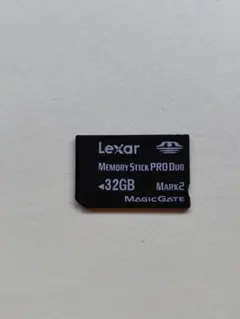 Lexar
MEMORY STICK PRO DUO
◄32GB MARK2
MAGICGATE